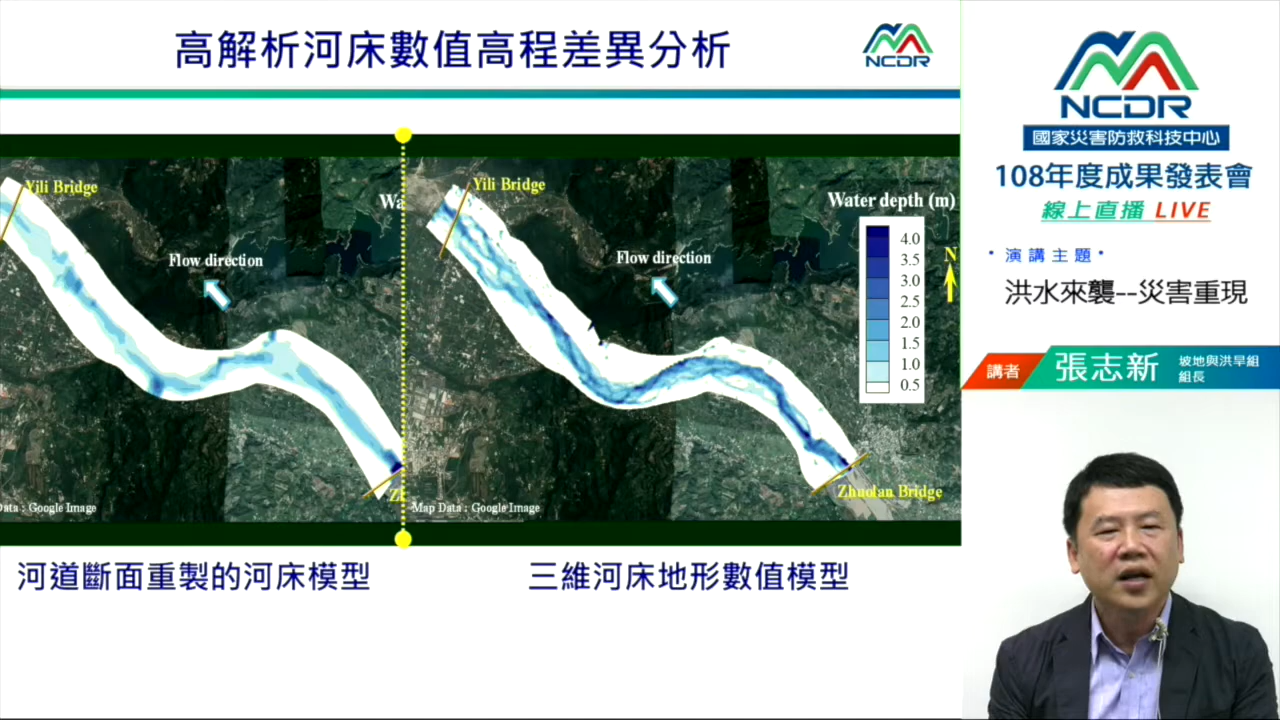 高解析河床數值高程差異分析
NCDR
Yili Bridge
Wa
Flow direction
Data : Google Image
Yili Bridge
Water depth (m)
Flow direction
N
4.0
3.5
3.0
2.5
2.0
1.5
1.0
0.5
Zhuolan Bridge
Map Data : Google Image
河道斷面重製的河床模型
三維河床地形數值模型
NCDR
國家災害防救科技中心
108年度成果發表會
線上直播 LIVE
演講主題
洪水來襲--災害重現
講者
張志新
坡地與洪旱組
組長